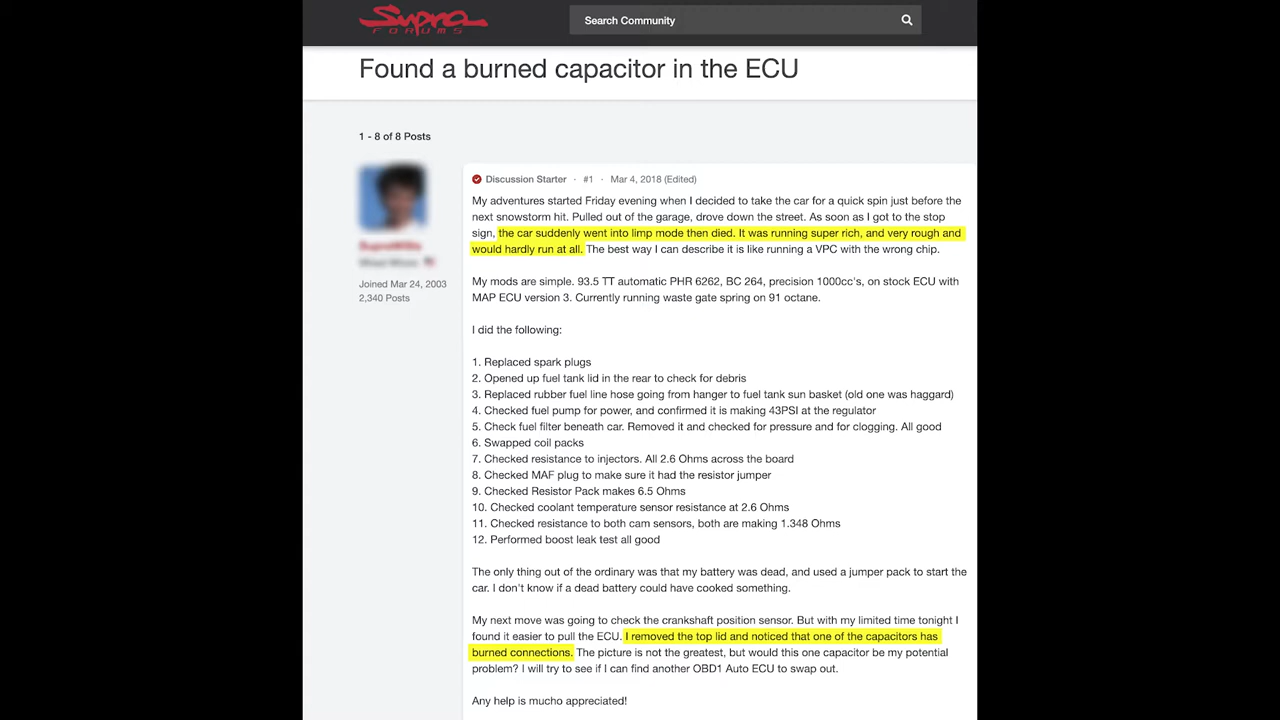 Supra
FORUMS
Search Community
Found a burned capacitor in the ECU
1 - 8 of 8 Posts
Discussion Starter · #1 · Mar 4, 2018 (Edited)
Joined Mar 24, 2003
2,340 Posts
My adventures started Friday evening when I decided to take the car for a quick spin just before the
next snowstorm hit. Pulled out of the garage, drove down the street. As soon as I got to the stop
sign, the car suddenly went into limp mode then died. It was running super rich, and very rough and
would hardly run at all. The best way I can describe it is like running a VPC with the wrong chip.
My mods are simple. 93.5 TT automatic PHR 6262, BC 264, precision 1000cc's, on stock ECU with
MAP ECU version 3. Currently running waste gate spring on 91 octane.
I did the following:
1. Replaced spark plugs
2. Opened up fuel tank lid in the rear to check for debris
3. Replaced rubber fuel line hose going from hanger to fuel tank sun basket (old one was haggard)
4. Checked fuel pump for power, and confirmed it is making 43PSI at the regulator
5. Check fuel filter beneath car. Removed it and checked for pressure and for clogging. All good
6. Swapped coil packs
7. Checked resistance to injectors. All 2.6 Ohms across the board
8. Checked MAF plug to make sure it had the resistor jumper
9. Checked Resistor Pack makes 6.5 Ohms
10. Checked coolant temperature sensor resistance at 2.6 Ohms
11. Checked resistance to both cam sensors, both are making 1.348 Ohms
12. Performed boost leak test all good
The only thing out of the ordinary was that my battery was dead, and used a jumper pack to start the
car. I don't know if a dead battery could have cooked something.
My next move was going to check the crankshaft position sensor. But with my limited time tonight I
found it easier to pull the ECU. I removed the top lid and noticed that one of the capacitors has
burned connections. The picture is not the greatest, but would this one capacitor be my potential
problem? I will try to see if I can find another OBD1 Auto ECU to swap out.
Any help is mucho appreciated!